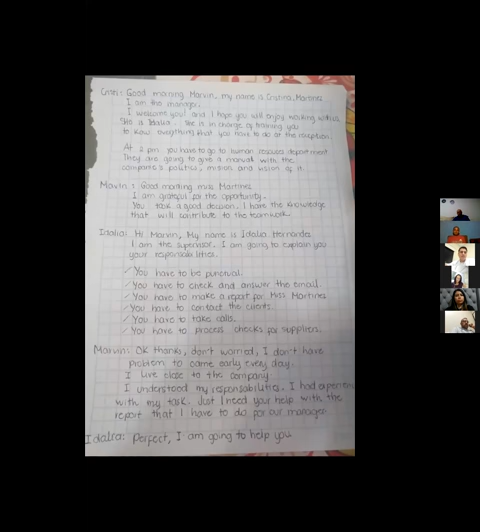 Cristi: Good morning Marvin, my name is Cristina Martines
I am the manager.
I welcome you! and I hope you will enjoy working with us
She is Idalia. She is in charge of training you
to know everything that you have to do at the reception.
At 2 pm. you have to go to human resoures department
They are going to give a manual with the
companie's politics, mision and vision of it.
Marvin: Good morning miss Martines
I am grateful for the opportunity.
You took a good decision. I have the knowledge
that will contribute to the teamwork.
Idalia: Hi Marvin, My name is Idalia Hernandes
I am the supervisor. I am going to explain you
your responsabilities.
✓You have to be punctual.
✓You have to check and answer the email.
✓You have to make a report for Miss Martines
✓You have to contact the clients.
✓You have to take calls.
✓You have to process checks for suppliers.
Marvin: Ok thanks, don't worried, I don't have
problem to came early every day.
I live close to the company.
I understood my responsabilities. I had experience
with my task. Just I need your help with the
report that I have to do for our manager
Idalia: Perfect, I am going to help you.